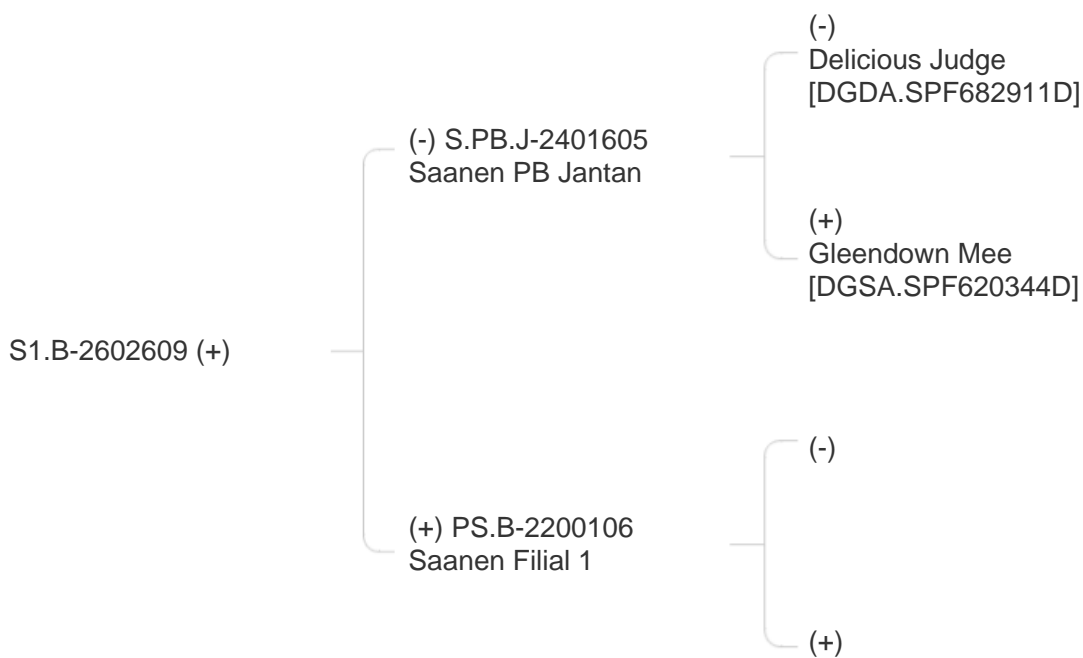 (-)
Delicious Judge
[DGDA.SPF682911D]
(-) S.PB.J-2401605
Saanen PB Jantan
(+)
Gleendown Mee
[DGSA.SPF620344D]
S1.B-2602609 (+)
(-)
(+) PS.B-2200106
Saanen Filial 1
(+)